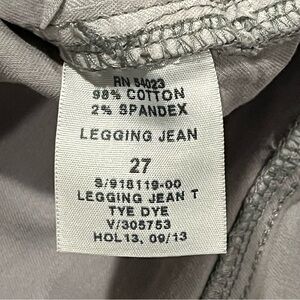 RN 54023
98% COTTON
2% SPANDEX
LEGGING JEAN
27
S/918119-00
LEGGING JEAN T
TYE DYE
V/305753
HOL13, 09/13